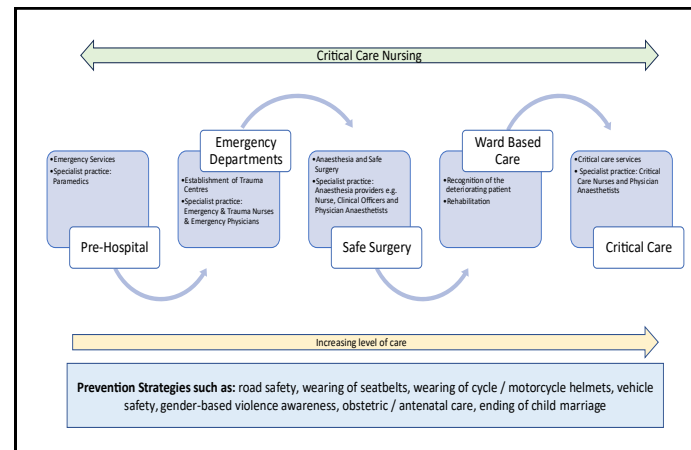 Critical Care Nursing
•Emergency Services
•Specialist practice:
Paramedics
Pre-Hospital
Emergency
Departments
•Establishment of Trauma
Centres
•Specialist practice:
Emergency & Trauma Nurses
& Emergency Physicians
•Anaesthesia and Safe
Surgery
•Specialist practice:
Anaesthesia providers e.g.
Nurse, Clinical Officers and
Physician Anaesthetists
Safe Surgery
Ward Based
Care
•Recognition of the
deteriorating patient
•Rehabilitation
•Critical care services
• Specialist practice: Critical
Care Nurses and Physician
Anaesthetists
Critical Care
Increasing level of care
Prevention Strategies such as: road safety, wearing of seatbelts, wearing of cycle / motorcycle helmets, vehicle
safety, gender-based violence awareness, obstetric / antenatal care, ending of child marriage